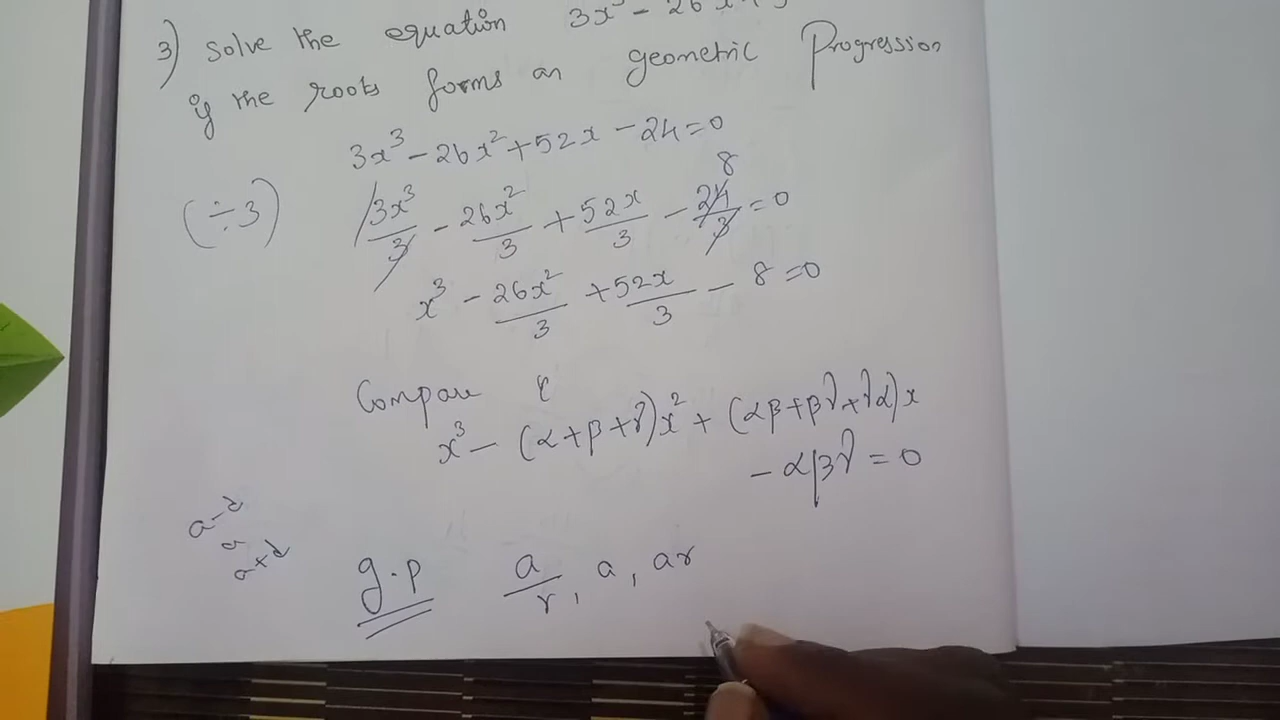 3) Solve the equation 3x³ - 26x
if the roots forms an geometric Progression
3x³ - 26x² + 52x - 24 = 0
(÷3) 3x³/3 - 26x²/3 + 52x/3 - 24/3 = 0
8
x³ - 26x²/3 + 52x/3 - 8 = 0
Compare
x³ - (α+β+γ)x² + (αβ+βγ+γα)x
- αβγ = 0
a-d
a
a+d
g.p a/r, a, ar